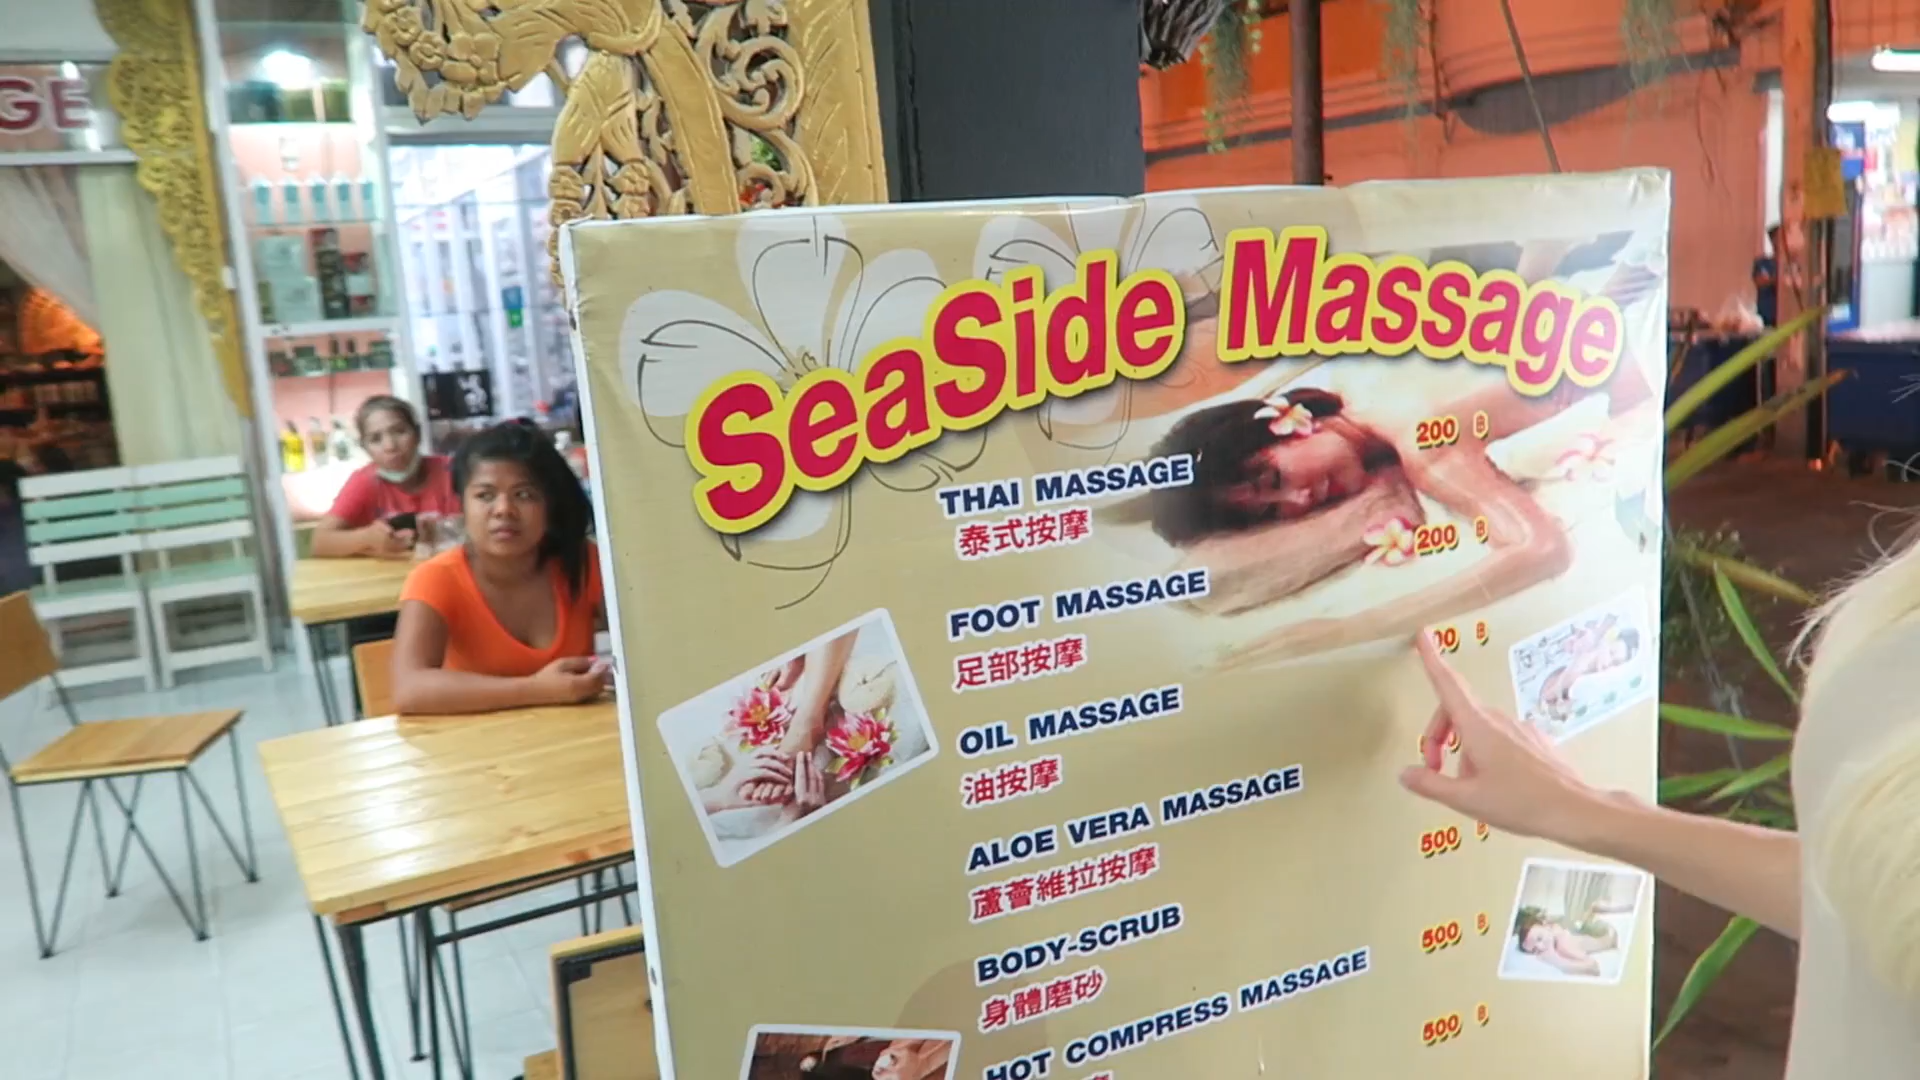 GE
SeaSide Massage
THAI MASSAGE 200 ฿
泰式按摩
FOOT MASSAGE 200 ฿
足部按摩
OIL MASSAGE ฿
油按摩
ALOE VERA MASSAGE
蘆薈維拉按摩 500 ฿
BODY-SCRUB 500 ฿
身體磨砂
HOT COMPRESS MASSAGE 500 ฿